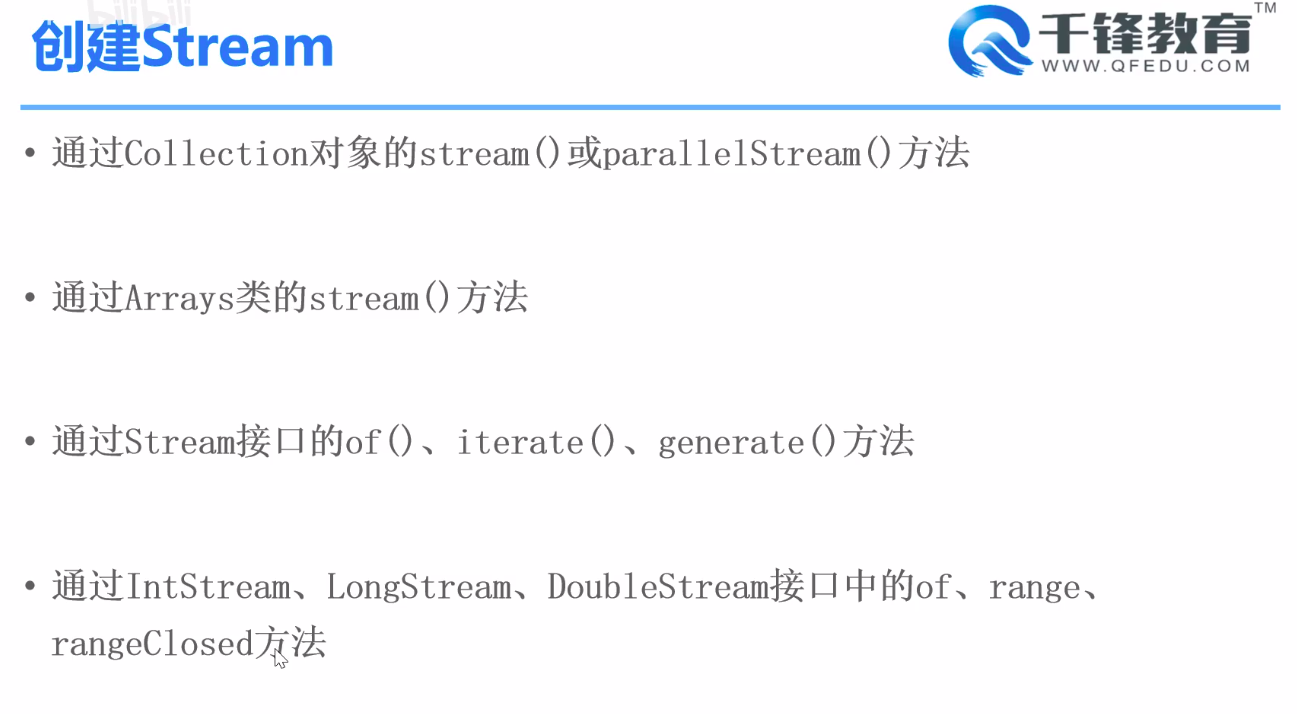 bilibili
创建Stream
千锋教育
TM
WWW.QFEDU.COM
• 通过Collection对象的stream()或parallelStream()方法
• 通过Arrays类的stream()方法
• 通过Stream接口的of()、iterate()、generate()方法
• 通过IntStream、LongStream、DoubleStream接口中的of、range、
rangeClosed方法